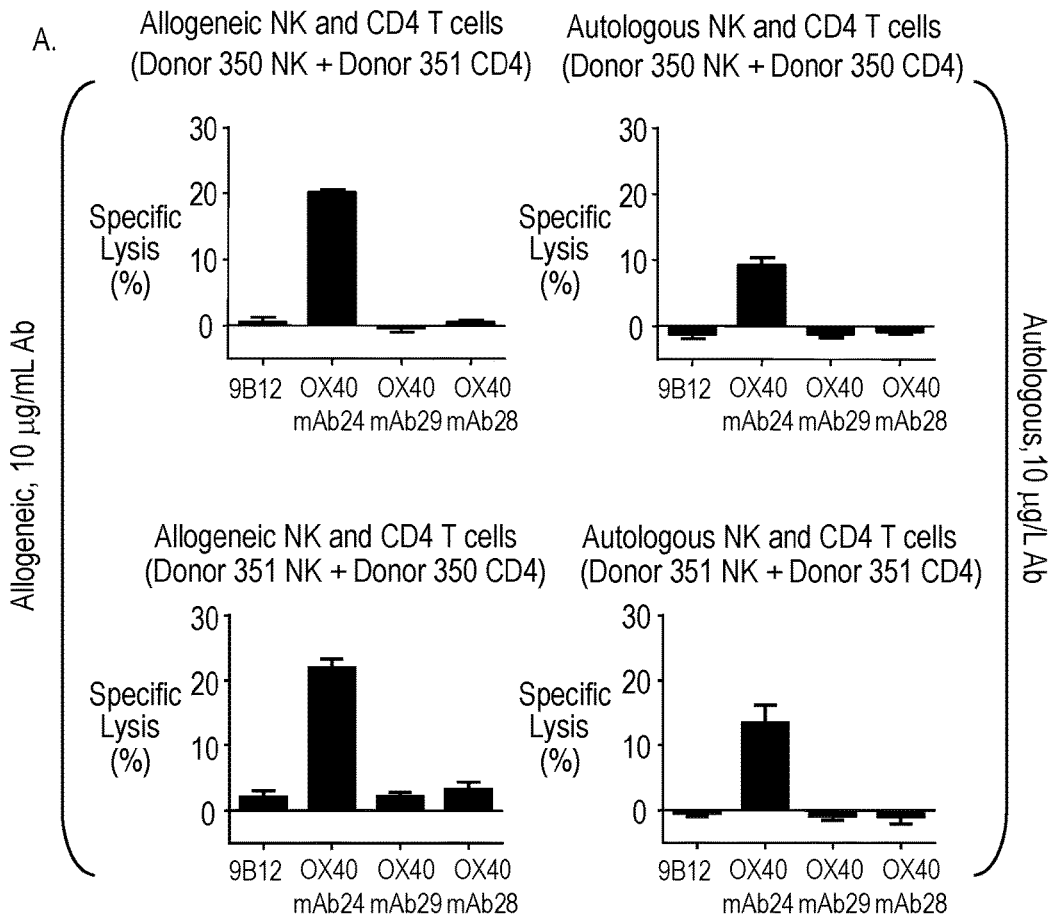 A.
Allogeneic, 10 μg/mL Ab
Allogeneic NK and CD4 T cells
(Donor 350 NK + Donor 351 CD4)
Specific
Lysis
(%)
30
20
10
0
9B12 OX40 OX40 OX40
mAb24 mAb29 mAb28
Autologous NK and CD4 T cells
(Donor 350 NK + Donor 350 CD4)
Specific
Lysis
(%)
30
20
10
0
9B12 OX40 OX40 OX40
mAb24 mAb29 mAb28
Autologous,10 μg/L Ab
Allogeneic NK and CD4 T cells
(Donor 351 NK + Donor 350 CD4)
Specific
Lysis
(%)
30
20
10
0
9B12 OX40 OX40 OX40
mAb24 mAb29 mAb28
Autologous NK and CD4 T cells
(Donor 351 NK + Donor 351 CD4)
Specific
Lysis
(%)
30
20
10
0
9B12 OX40 OX40 OX40
mAb24 mAb29 mAb28